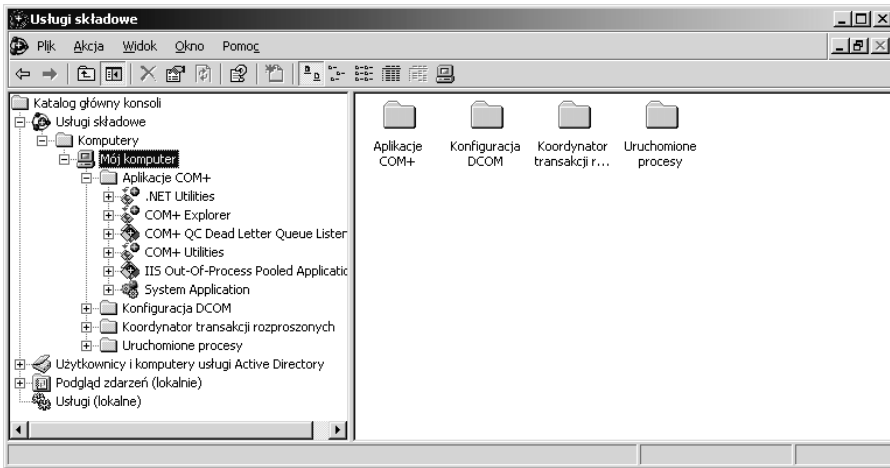 Usługi składowe
Plik Akcja Widok Okno Pomoc
Katalog główny konsoli
Usługi składowe
Komputery
Mój komputer
Aplikacje COM+
.NET Utilities
COM+ Explorer
COM+ QC Dead Letter Queue Lister
COM+ Utilities
IIS Out-Of-Process Pooled Applicatic
System Application
Konfiguracja DCOM
Koordynator transakcji rozproszonych
Uruchomione procesy
Użytkownicy i komputery usługi Active Directory
Podgląd zdarzeń (lokalnie)
Usługi (lokalne)
Aplikacje COM+
Konfiguracja DCOM
Koordynator transakcji r...
Uruchomione procesy